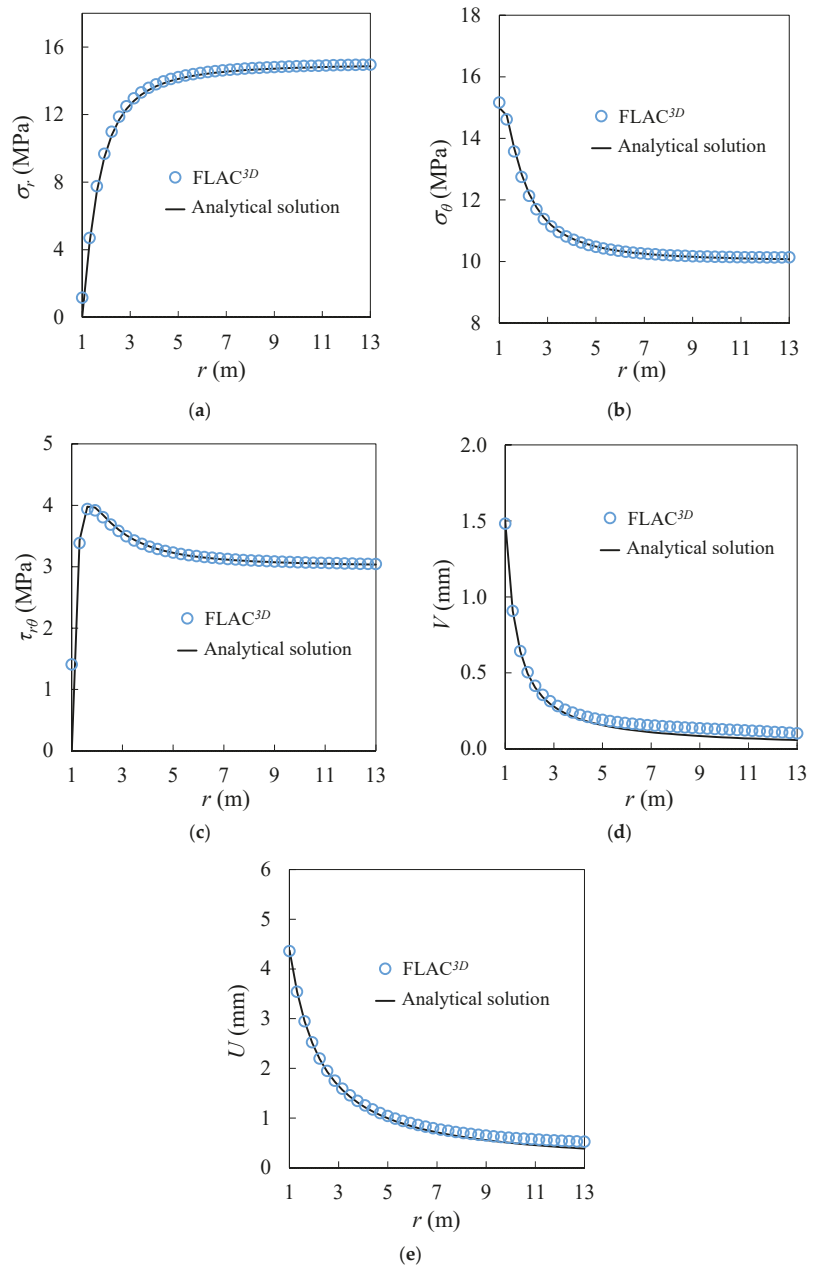 16
12
8
4
0
σr (MPa)
FLAC3D
Analytical solution
1 3 5 7 9 11 13
r (m)
(a)
18
16
14
12
10
8
σθ (MPa)
FLAC3D
Analytical solution
1 3 5 7 9 11 13
r (m)
(b)
5
4
3
2
1
0
τrθ (MPa)
FLAC3D
Analytical solution
1 3 5 7 9 11 13
r (m)
(c)
2.0
1.5
1.0
0.5
0.0
V (mm)
FLAC3D
Analytical solution
1 3 5 7 9 11 13
r (m)
(d)
6
5
4
3
2
1
0
U (mm)
FLAC3D
Analytical solution
1 3 5 7 9 11 13
r (m)
(e)